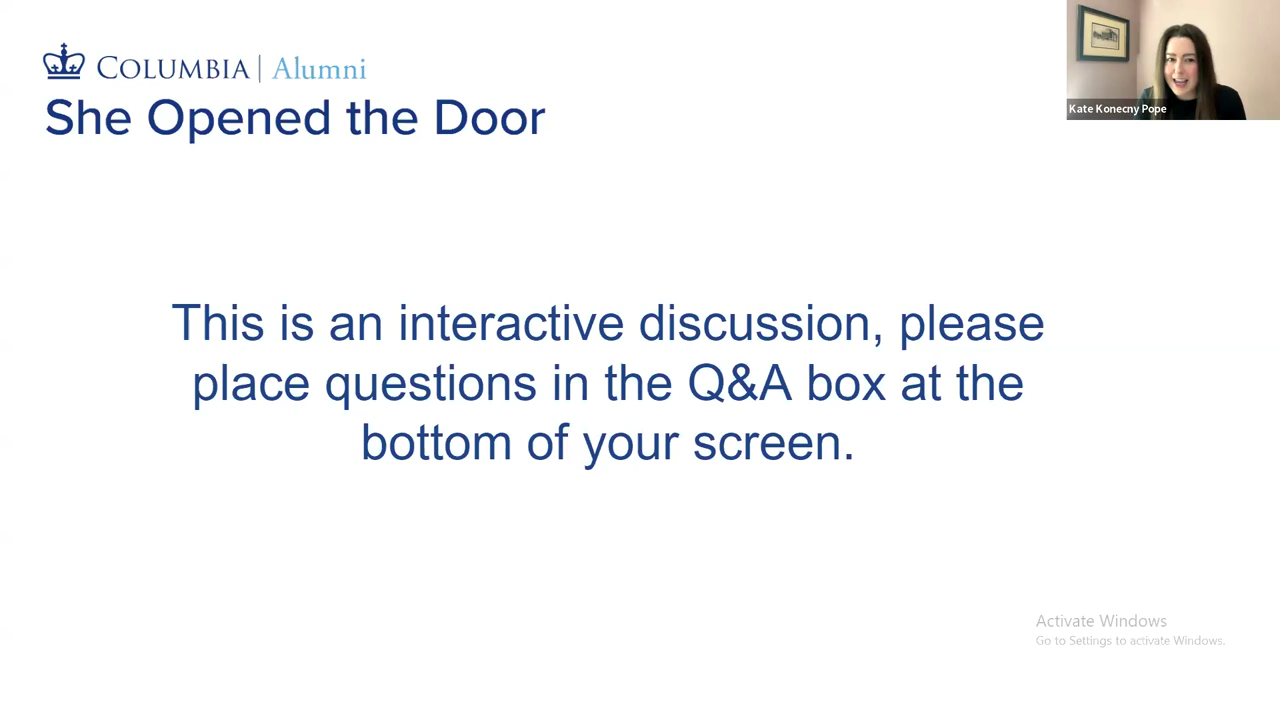 COLUMBIA | Alumni
She Opened the Door
Kate Konecny Pope
This is an interactive discussion, please
place questions in the Q&A box at the
bottom of your screen.
Activate Windows
Go to Settings to activate Windows.